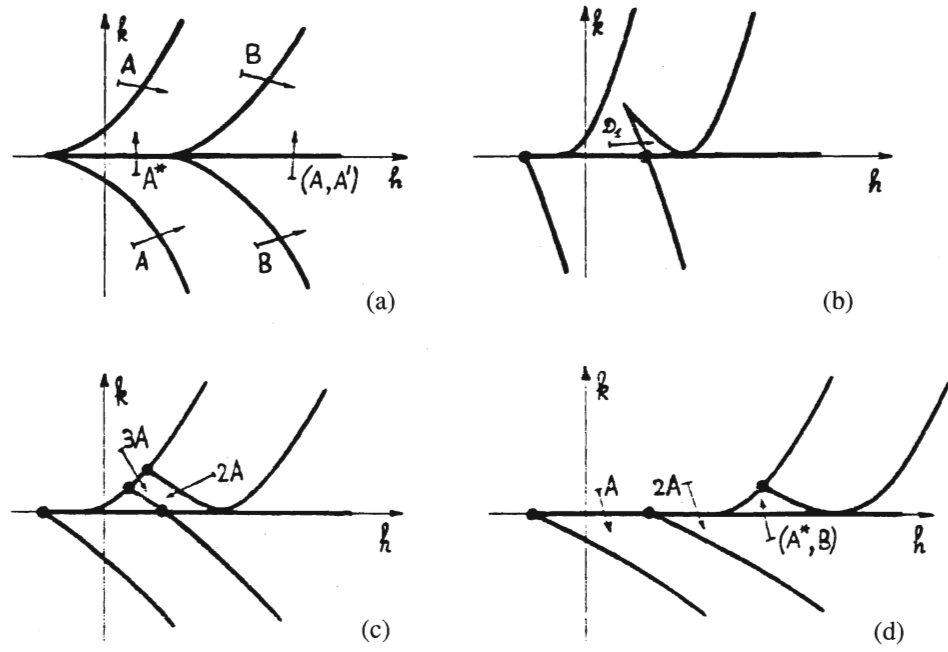 k
A
B
A*
(A, A')
h
A
B
(a)
k
𝒟₁
h
(b)
k
3A
2A
h
(c)
k
A
2A
(A*, B)
h
(d)